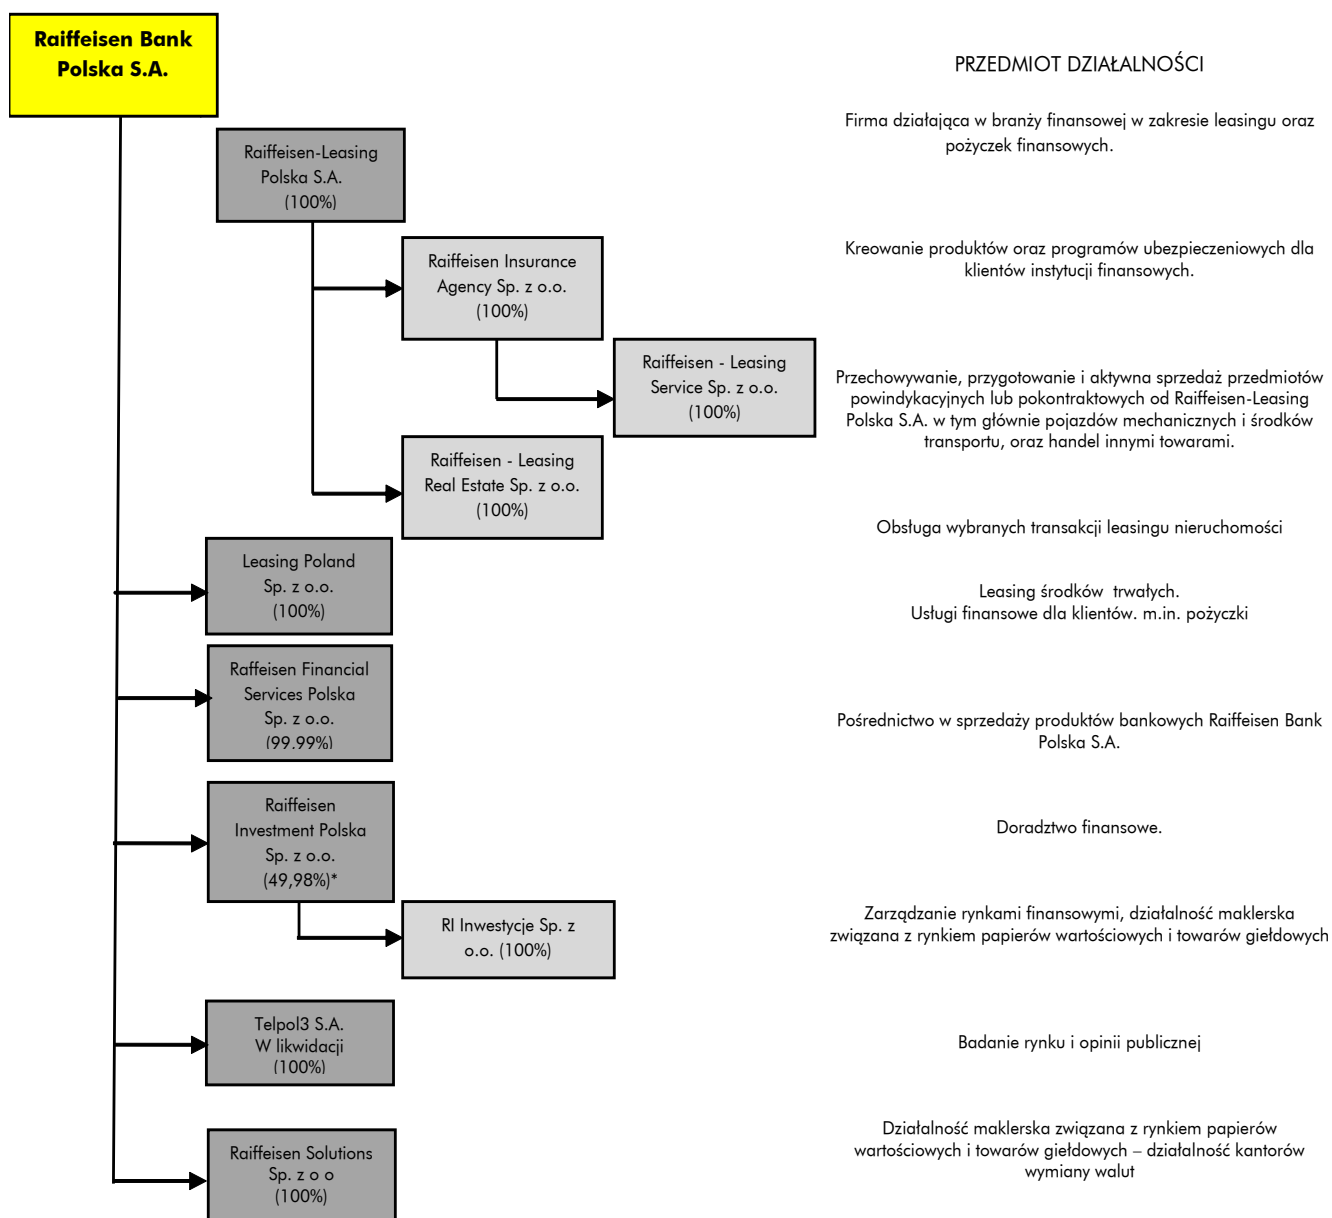 Raiffeisen Bank
Polska S.A.
PRZEDMIOT DZIAŁALNOŚCI
Raiffeisen-Leasing
Polska S.A.
(100%)
Firma działająca w branży finansowej w zakresie leasingu oraz
pożyczek finansowych.
Raiffeisen Insurance
Agency Sp. z o.o.
(100%)
Kreowanie produktów oraz programów ubezpieczeniowych dla
klientów instytucji finansowych.
Raiffeisen - Leasing
Service Sp. z o.o.
(100%)
Przechowywanie, przygotowanie i aktywna sprzedaż przedmiotów
powindykacyjnych lub pokontraktowych od Raiffeisen-Leasing
Polska S.A. w tym głównie pojazdów mechanicznych i środków
transportu, oraz handel innymi towarami.
Raiffeisen - Leasing
Real Estate Sp. z o.o.
(100%)
Obsługa wybranych transakcji leasingu nieruchomości
Leasing Poland
Sp. z o.o.
(100%)
Leasing środków  trwałych.
Usługi finansowe dla klientów. m.in. pożyczki
Raffeisen Financial
Services Polska
Sp. z o.o.
(99.99%)
Pośrednictwo w sprzedaży produktów bankowych Raiffeisen Bank
Polska S.A.
Raiffeisen
Investment Polska
Sp. z o.o.
(49,98%)*
Doradztwo finansowe.
RI Inwestycje Sp. z
o.o. (100%)
Zarządzanie rynkami finansowymi, działalność maklerska
związana z rynkiem papierów wartościowych i towarów giełdowych
Telpol3 S.A.
W likwidacji
(100%)
Badanie rynku i opinii publicznej
Raiffeisen Solutions
Sp. z o o
(100%)
Działalność maklerska związana z rynkiem papierów
wartościowych i towarów giełdowych – działalność kantorów
wymiany walut